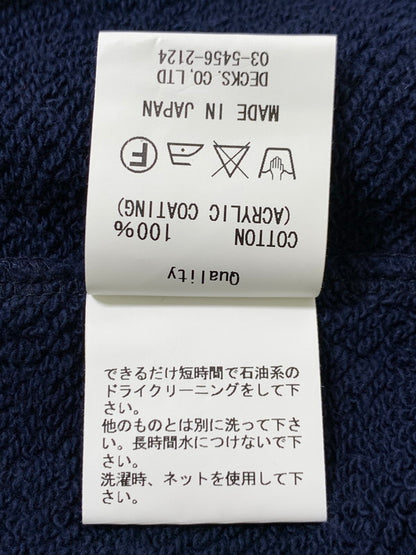 Quality
COTTON 100%
(ACRYLIC COATING)
F
MADE IN JAPAN
DECKS. CO,LTD
03-5456-2124
できるだけ短時間で石油系の
ドライクリーニングをして下
さい。
他のものとは別に洗って下さ
い。長時間水につけないで下
さい。
洗濯時、ネットを使用して下
さい。